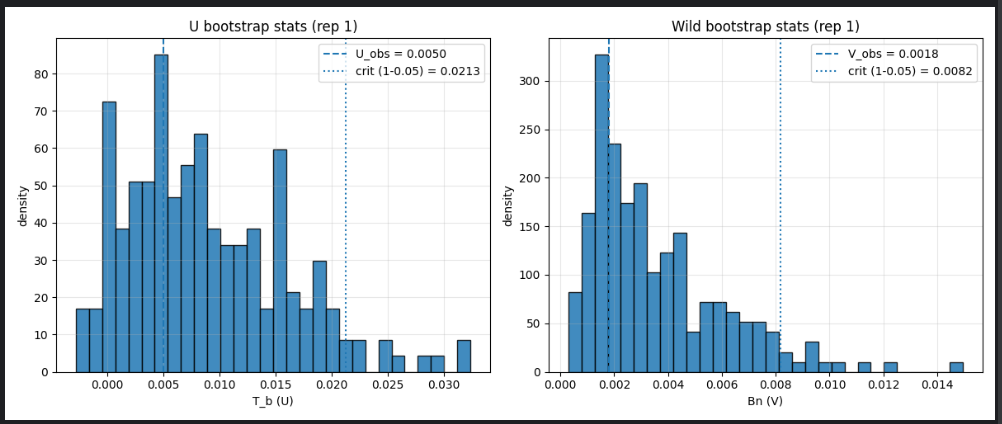 U bootstrap stats (rep 1)
U_obs = 0.0050
crit (1-0.05) = 0.0213
density
80
70
60
50
40
30
20
10
0
0.000 0.005 0.010 0.015 0.020 0.025 0.030
T_b (U)
Wild bootstrap stats (rep 1)
V_obs = 0.0018
crit (1-0.05) = 0.0082
density
300
250
200
150
100
50
0
0.000 0.002 0.004 0.006 0.008 0.010 0.012 0.014
Bn (V)